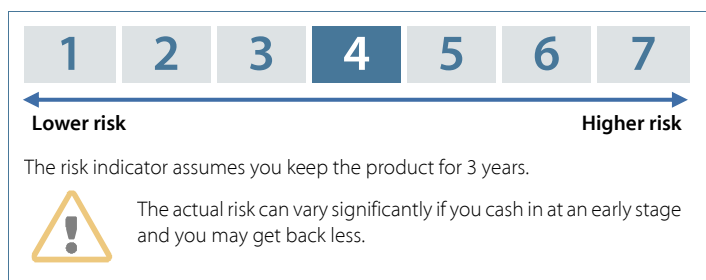 1 2 3 4 5 6 7
Lower risk Higher risk
The risk indicator assumes you keep the product for 3 years.
The actual risk can vary significantly if you cash in at an early stage
and you may get back less.